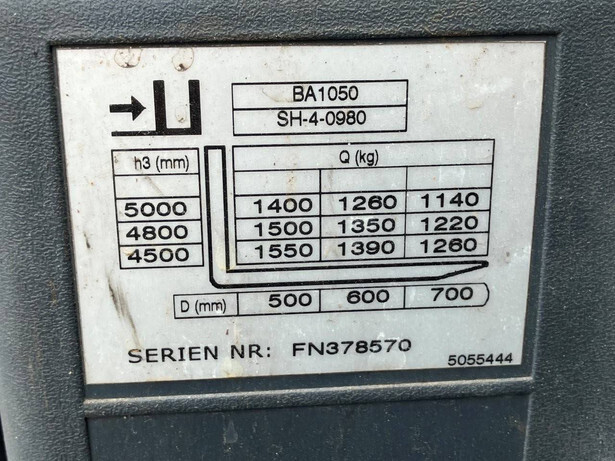 BA1050
SH-4-0980
h3 (mm) Q (kg)
5000 1400 1260 1140
4800 1500 1350 1220
4500 1550 1390 1260
D (mm) 500 600 700
SERIEN NR: FN378570
5055444